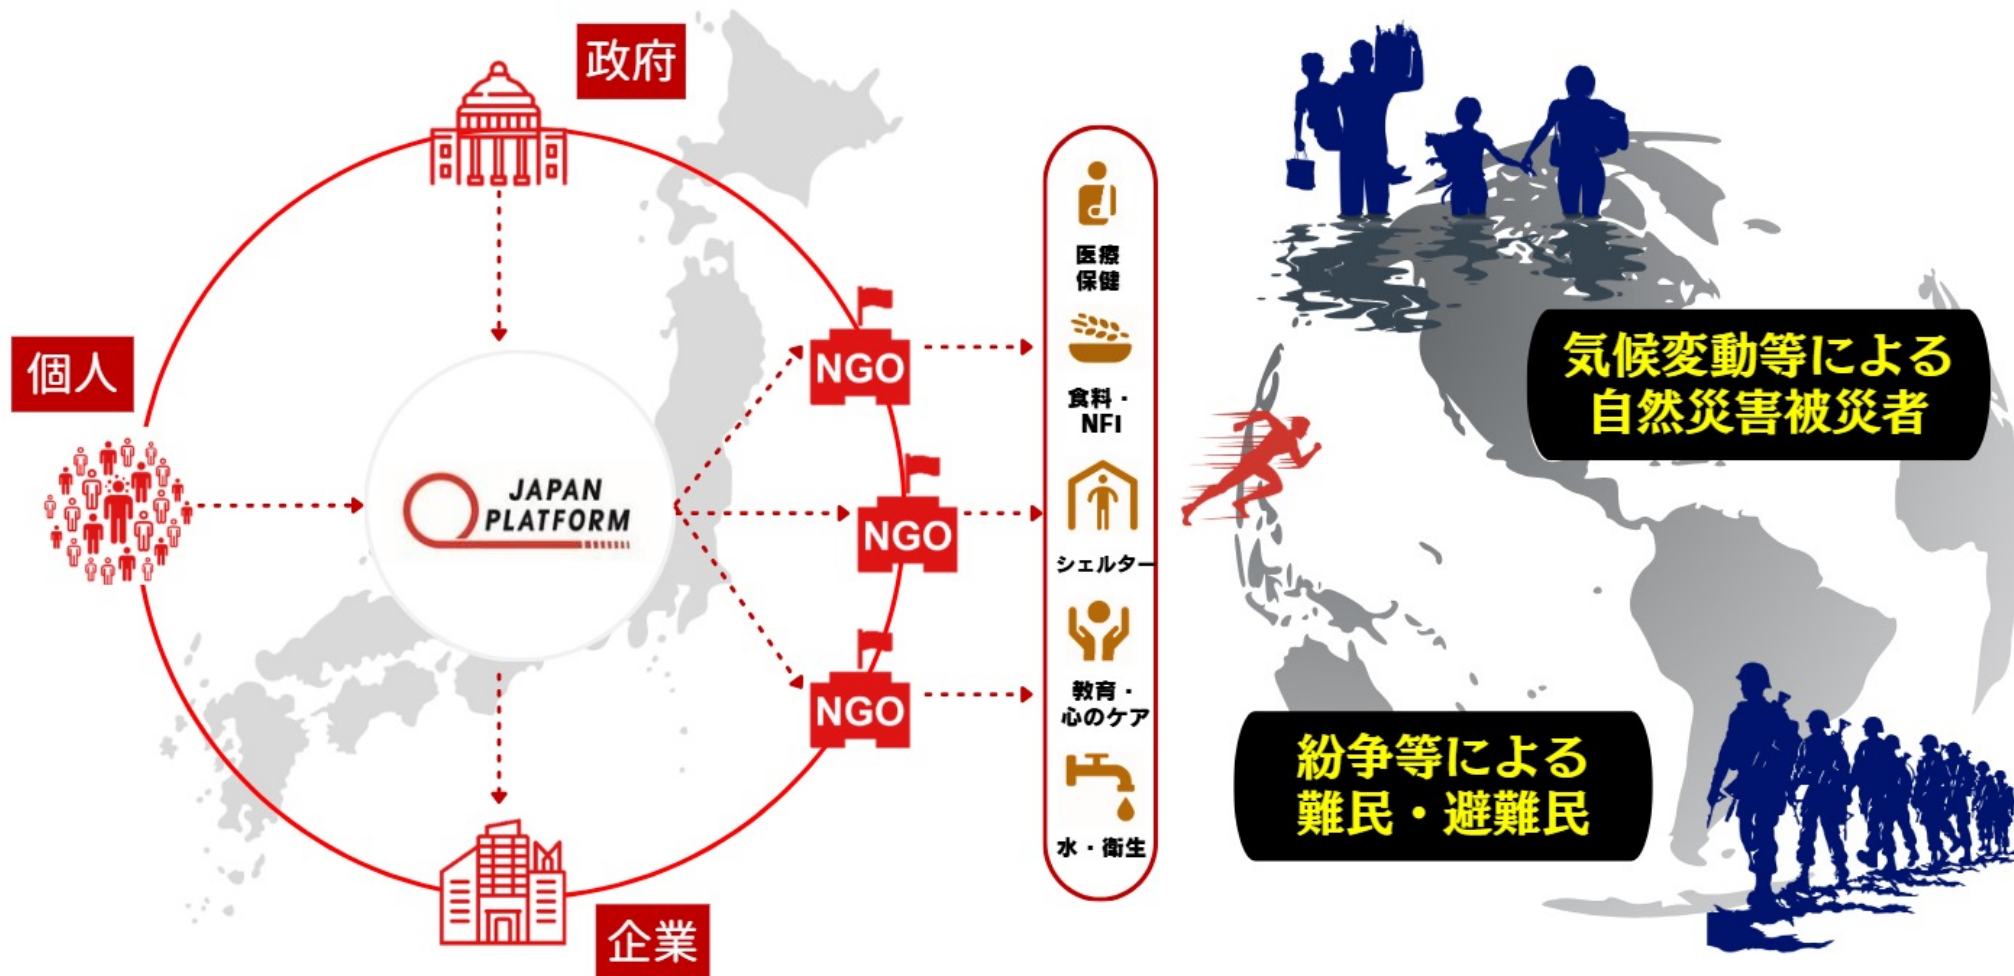 政府
個人
JAPAN
PLATFORM
企業
NGO
NGO
NGO
医療
保健
食料・
NFI
シェルター
教育・
心のケア
水・衛生
気候変動等による
自然災害被災者
紛争等による
難民・避難民